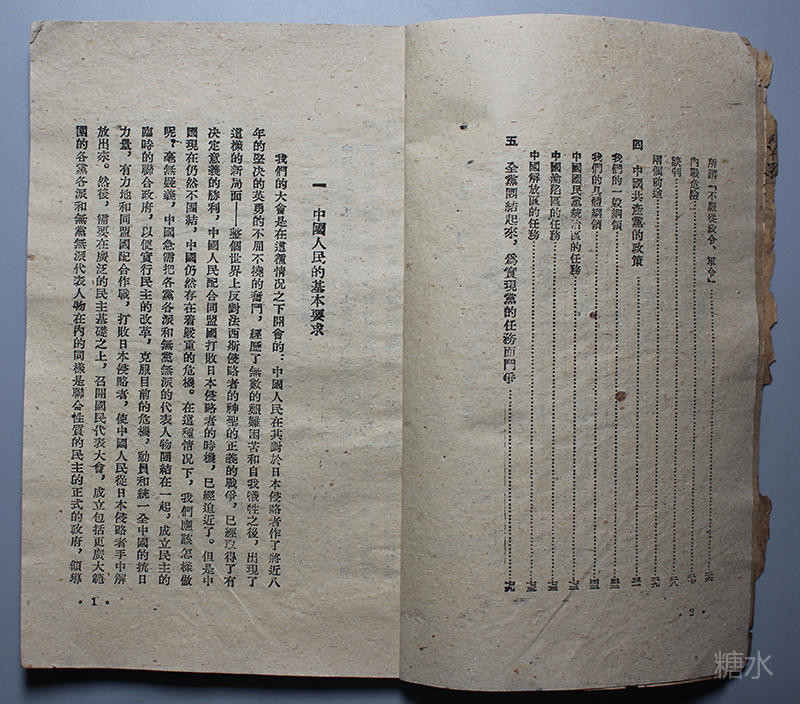 所謂「不服從政令、軍令」……二六
內戰危險……二七
談判……二八
兩個前途……二九
四 中國共產黨的政策……
我們的一般綱領……
我們的具體綱領……
中國國民黨統治區的任務……
中國淪陷區的任務……
中國解放區的任務……
五 全黨團結起來,爲實現黨的任務而鬥爭……
· 2 ·
一 中國人民的基本要求
我們的大會是在這種情況之下開會的:中國人民在其對於日本侵略者作了將近八
年的堅决的英勇的不屈不撓的奮鬥,經歷了無數的艱難困苦和自我犧牲之後,出現了
這樣的新局面——整個世界上反對法西斯侵略者的神聖的正義的戰爭,已經取得了有
决定意義的勝利,中國人民配合同盟國打敗日本侵略者的時機,已經迫近了。但是中
國現在仍然不團結,中國仍然存在着嚴重的危機。在這種情况下,我們應該怎樣做
呢?毫無疑義,中國急需把各黨各派和無黨無派的代表人物團結在一起,成立民主的
臨時的聯合政府,以便實行民主的改革,克服目前的危機,動員和統一全中國的抗日
力量,有力地和同盟國配合作戰,打敗日本侵略者,使中國人民從日本侵略者手中解
放出來。然後,需要在廣泛的民主基礎之上,召開國民代表大會,成立包括更廣大範
圍的各黨各派和無黨無派代表人物在內的同樣是聯合性質的民主的正式的政府,領導
· 1 ·
糖水